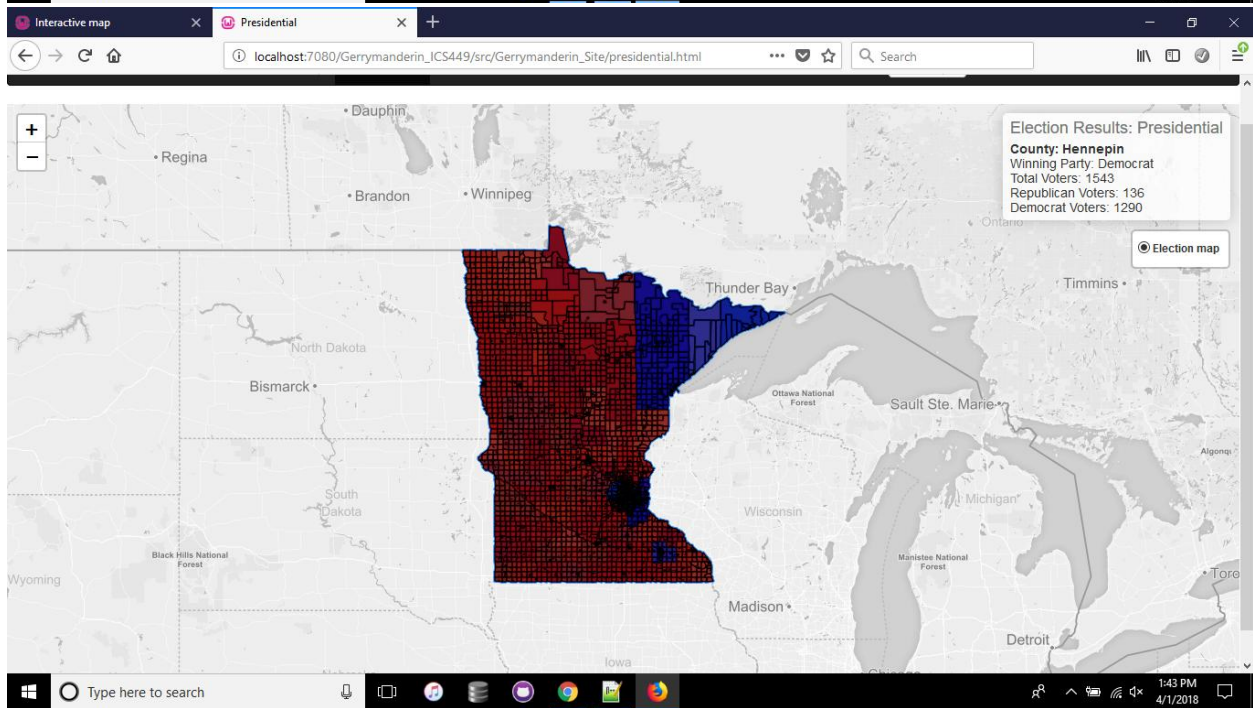 Interactive map
Presidential
localhost:7080/Gerrymanderin_ICS449/src/Gerrymanderin_Site/presidential.html
Search
+
−
Dauphin
Regina
Brandon
Winnipeg
Election Results: Presidential
County: Hennepin
Winning Party: Democrat
Total Voters: 1543
Republican Voters: 136
Democrat Voters: 1290
Ontario
Election map
Thunder Bay
Timmins
North Dakota
Bismarck
Ottawa National
Forest
Sault Ste. Marie
Algonqu
South
Dakota
Wisconsin
Michigan
Black Hills National
Forest
Manistee National
Forest
Wyoming
Toro
Madison
Detroit
Iowa
Chicago
Type here to search
1:43 PM
4/1/2018